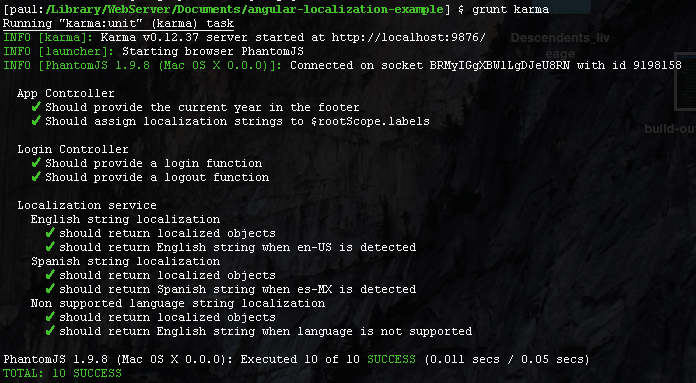 [paul:/Library/WebServer/Documents/angular-localization-example] $ grunt karma
Running "karma:unit" (karma) task
INFO [karma]: Karma v0.12.37 server started at http://localhost:9876/
INFO [launcher]: Starting browser PhantomJS
INFO [PhantomJS 1.9.8 (Mac OS X 0.0.0)]: Connected on socket BRMyIGgXBWlLgDJeU8RN with id 9198158
Descendents_liv
eage
build-ou
App Controller
✔ Should provide the current year in the footer
✔ Should assign localization strings to $rootScope.labels
Login Controller
✔ Should provide a login function
✔ Should provide a logout function
Localization service
English string localization
✔ should return localized objects
✔ should return English string when en-US is detected
Spanish string localization
✔ should return localized objects
✔ should return Spanish string when es-MX is detected
Non supported language string localization
✔ should return localized objects
✔ should return English string when language is not supported
PhantomJS 1.9.8 (Mac OS X 0.0.0): Executed 10 of 10 SUCCESS (0.011 secs / 0.05 secs)
TOTAL: 10 SUCCESS